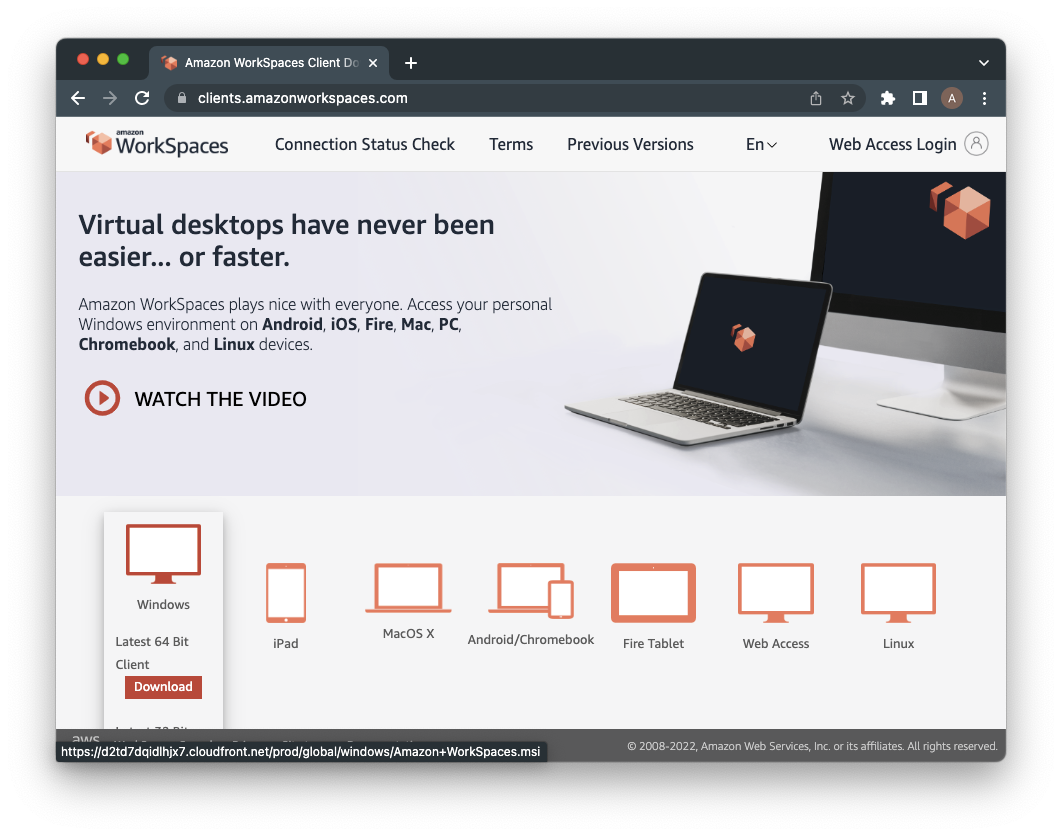 Amazon WorkSpaces Client Do
clients.amazonworkspaces.com
A
amazon
WorkSpaces
Connection Status Check
Terms
Previous Versions
En
Web Access Login
Virtual desktops have never been
easier... or faster.
Amazon WorkSpaces plays nice with everyone. Access your personal
Windows environment on Android, iOS, Fire, Mac, PC,
Chromebook, and Linux devices.
WATCH THE VIDEO
Windows
Latest 64 Bit
Client
Download
iPad
MacOS X
Android/Chromebook
Fire Tablet
Web Access
Linux
aws
https://d2td7dqidlhjx7.cloudfront.net/prod/global/windows/Amazon+WorkSpaces.msi
© 2008-2022, Amazon Web Services, Inc. or its affiliates. All rights reserved.